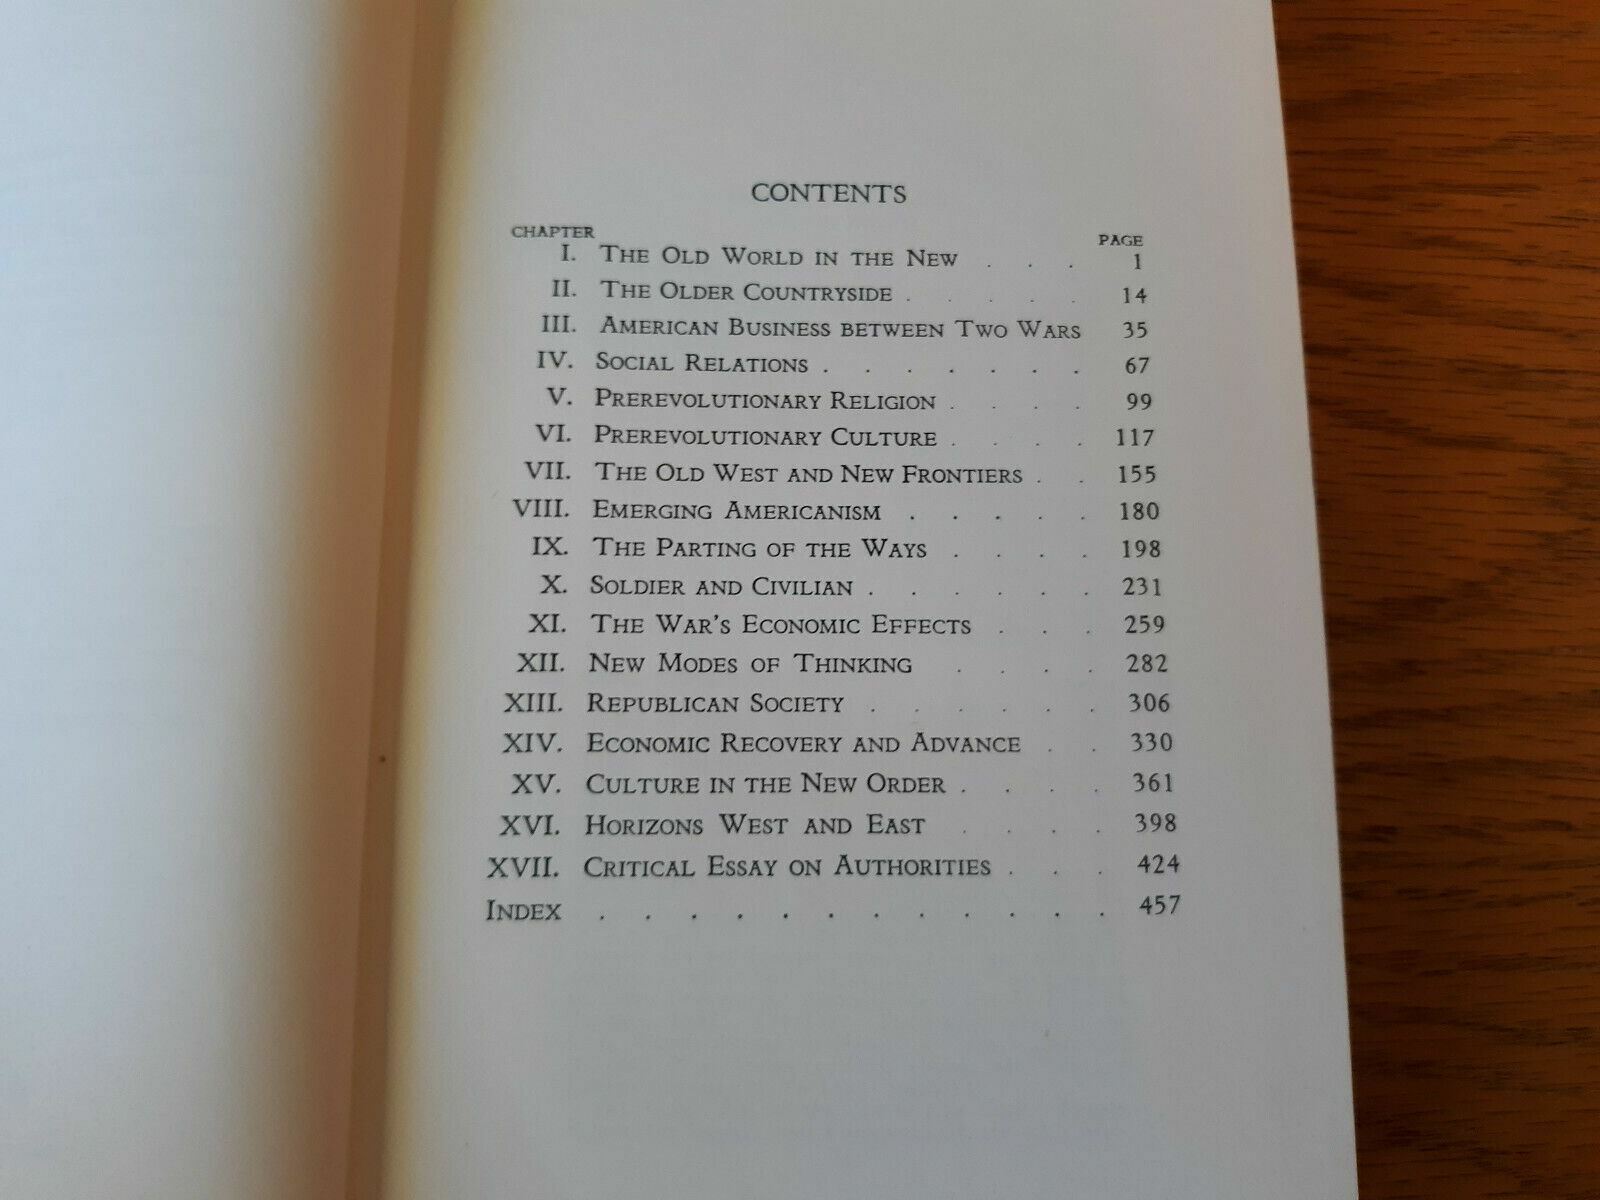 CONTENTS
CHAPTER PAGE
I. THE OLD WORLD IN THE NEW . . . 1
II. THE OLDER COUNTRYSIDE . . . . . 14
III. AMERICAN BUSINESS BETWEEN TWO WARS 35
IV. SOCIAL RELATIONS . . . . . . . 67
V. PREREVOLUTIONARY RELIGION . . . . 99
VI. PREREVOLUTIONARY CULTURE . . . . 117
VII. THE OLD WEST AND NEW FRONTIERS . . 155
VIII. EMERGING AMERICANISM . . . . . 180
IX. THE PARTING OF THE WAYS . . . . 198
X. SOLDIER AND CIVILIAN . . . . . . 231
XI. THE WAR'S ECONOMIC EFFECTS . . . 259
XII. NEW MODES OF THINKING . . . . 282
XIII. REPUBLICAN SOCIETY . . . . . . 306
XIV. ECONOMIC RECOVERY AND ADVANCE . . 330
XV. CULTURE IN THE NEW ORDER . . . . 361
XVI. HORIZONS WEST AND EAST . . . . 398
XVII. CRITICAL ESSAY ON AUTHORITIES . . . 424
INDEX . . . . . . . . . . . . 457